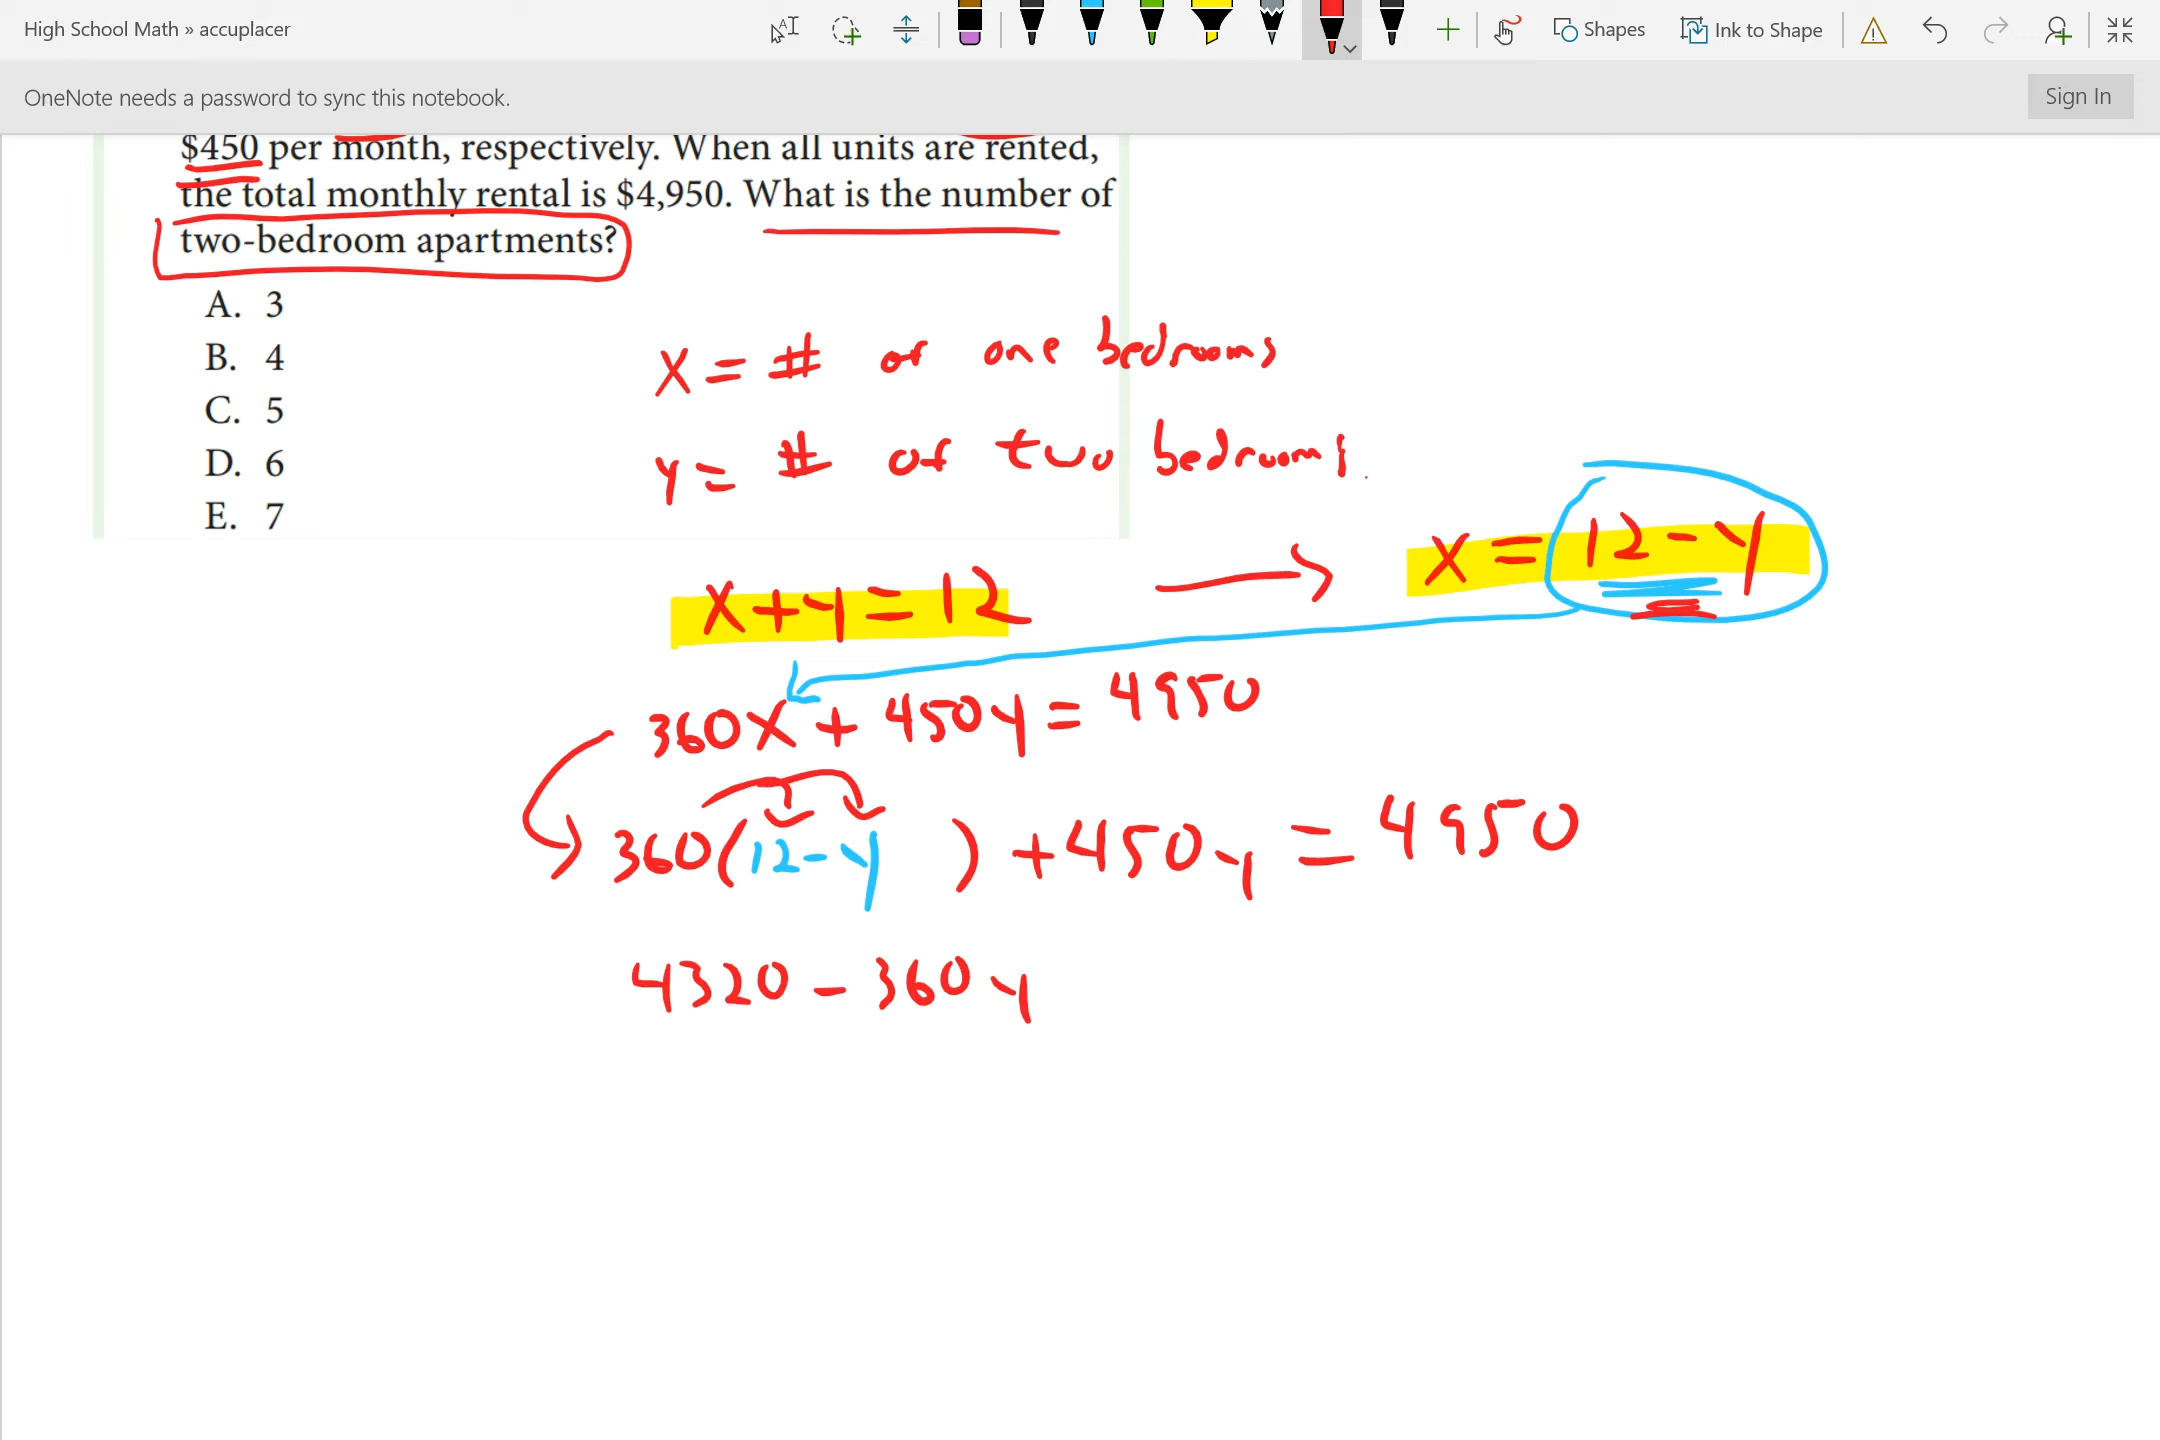 High School Math » accuplacer
Shapes
Ink to Shape
OneNote needs a password to sync this notebook.
Sign In
$450 per month, respectively. When all units are rented,
the total monthly rental is $4,950. What is the number of
two-bedroom apartments?
A. 3
B. 4
C. 5
D. 6
E. 7
x = # of one bedrooms
y = # of two bedrooms.
x + y = 12
x = 12 - y
360x + 450y = 4950
360(12 - y) + 450y = 4950
4320 - 360y